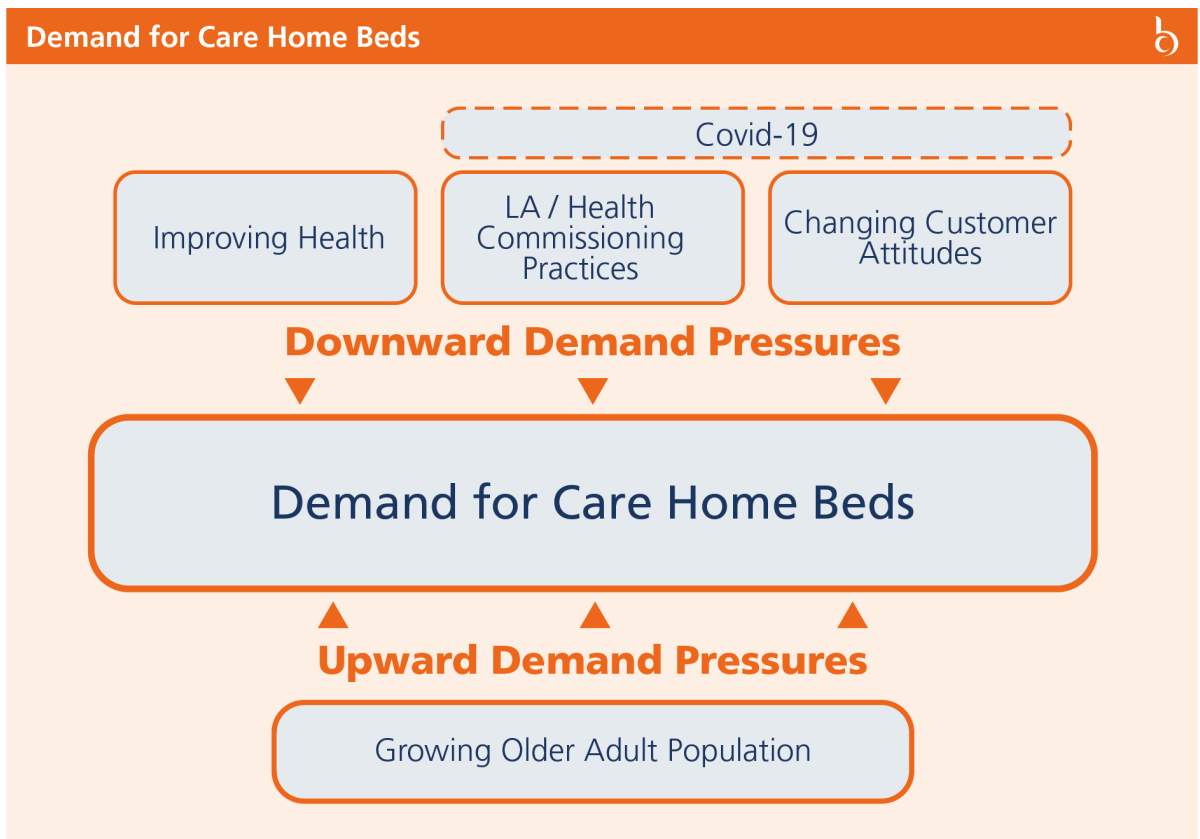 Demand for Care Home Beds
Covid-19
Improving Health
LA / Health
Commissioning
Practices
Changing Customer
Attitudes
Downward Demand Pressures
Demand for Care Home Beds
Upward Demand Pressures
Growing Older Adult Population